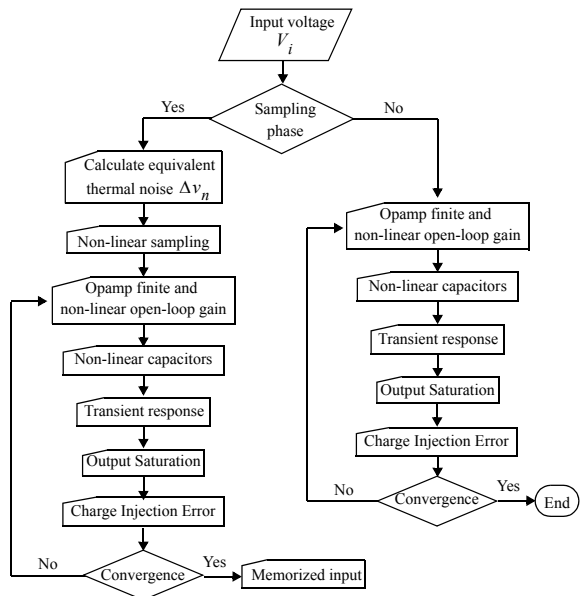 Input voltage
V_i
Sampling
phase
Yes
No
Calculate equivalent
thermal noise Δv_n
Non-linear sampling
Opamp finite and
non-linear open-loop gain
Non-linear capacitors
Transient response
Output Saturation
Charge Injection Error
Convergence
No
Yes
Memorized input
Opamp finite and
non-linear open-loop gain
Non-linear capacitors
Transient response
Output Saturation
Charge Injection Error
Convergence
No
Yes
End